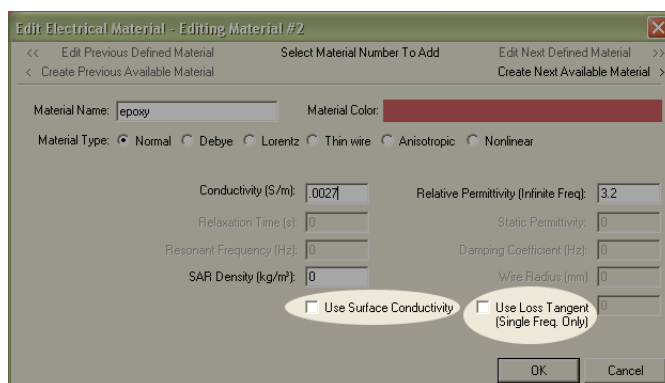 Edit Electrical Material - Editing Material #2
<< Edit Previous Defined Material Select Material Number To Add Edit Next Defined Material >>
< Create Previous Available Material Create Next Available Material >
Material Name: epoxy Material Color:
Material Type: Normal Debye Lorentz Thin wire Anisotropic Nonlinear
Conductivity (S/m): .0027 Relative Permittivity (Infinite Freq): 3.2
Relaxation Time (s): 0 Static Permittivity: 0
Resonant Frequency (Hz): 0 Damping Coefficient (Hz): 0
SAR Density (kg/m³): 0 Wire Radius (mm) 0
Use Surface Conductivity Use Loss Tangent 0
(Single Freq. Only)
OK Cancel